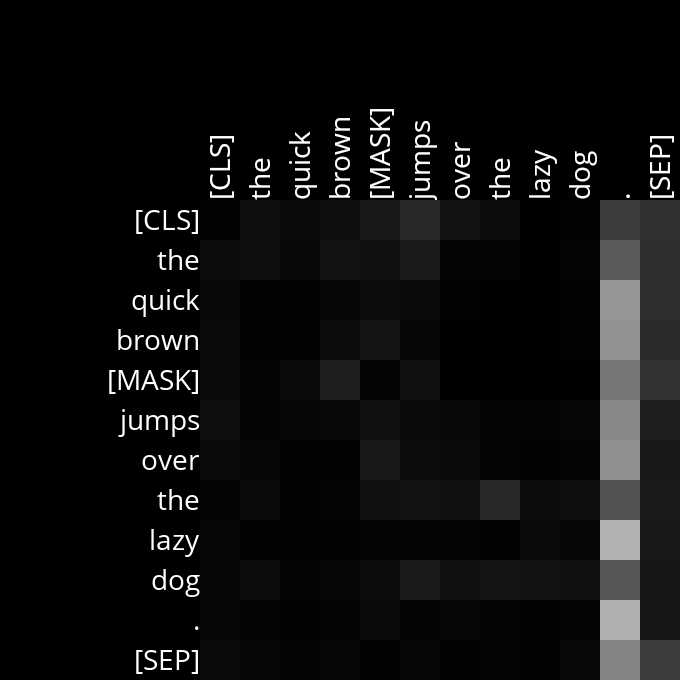 [CLS] the quick brown [MASK] jumps over the lazy dog . [SEP]
[CLS]
the
quick
brown
[MASK]
jumps
over
the
lazy
dog
.
[SEP]